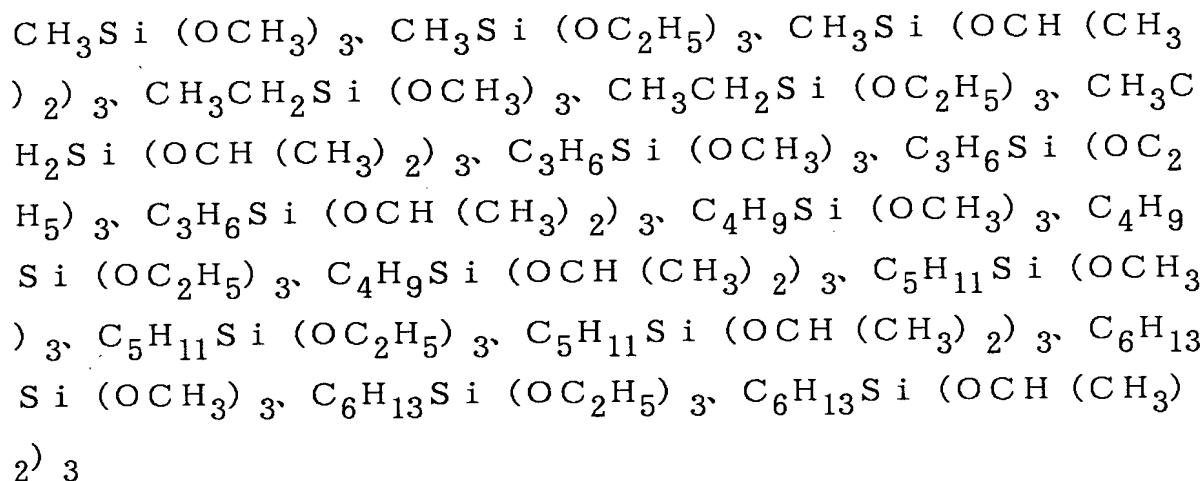 CH₃Si (OCH₃) ₃、CH₃Si (OC₂H₅) ₃、CH₃Si (OCH (CH₃
) ₂) ₃、CH₃CH₂Si (OCH₃) ₃、CH₃CH₂Si (OC₂H₅) ₃、CH₃C
H₂Si (OCH (CH₃) ₂) ₃、C₃H₆Si (OCH₃) ₃、C₃H₆Si (OC₂
H₅) ₃、C₃H₆Si (OCH (CH₃) ₂) ₃、C₄H₉Si (OCH₃) ₃、C₄H₉
Si (OC₂H₅) ₃、C₄H₉Si (OCH (CH₃) ₂) ₃、C₅H₁₁Si (OCH₃
) ₃、C₅H₁₁Si (OC₂H₅) ₃、C₅H₁₁Si (OCH (CH₃) ₂) ₃、C₆H₁₃
Si (OCH₃) ₃、C₆H₁₃Si (OC₂H₅) ₃、C₆H₁₃Si (OCH (CH₃)
₂) ₃